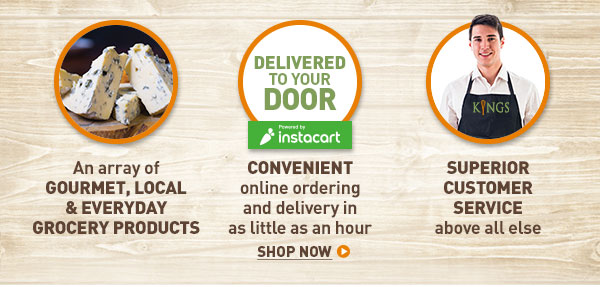 DELIVERED
TO YOUR
DOOR
Powered by
instacart
KINGS
An array of
GOURMET, LOCAL
& EVERYDAY
GROCERY PRODUCTS
CONVENIENT
online ordering
and delivery in
as little as an hour
SHOP NOW
SUPERIOR
CUSTOMER
SERVICE
above all else